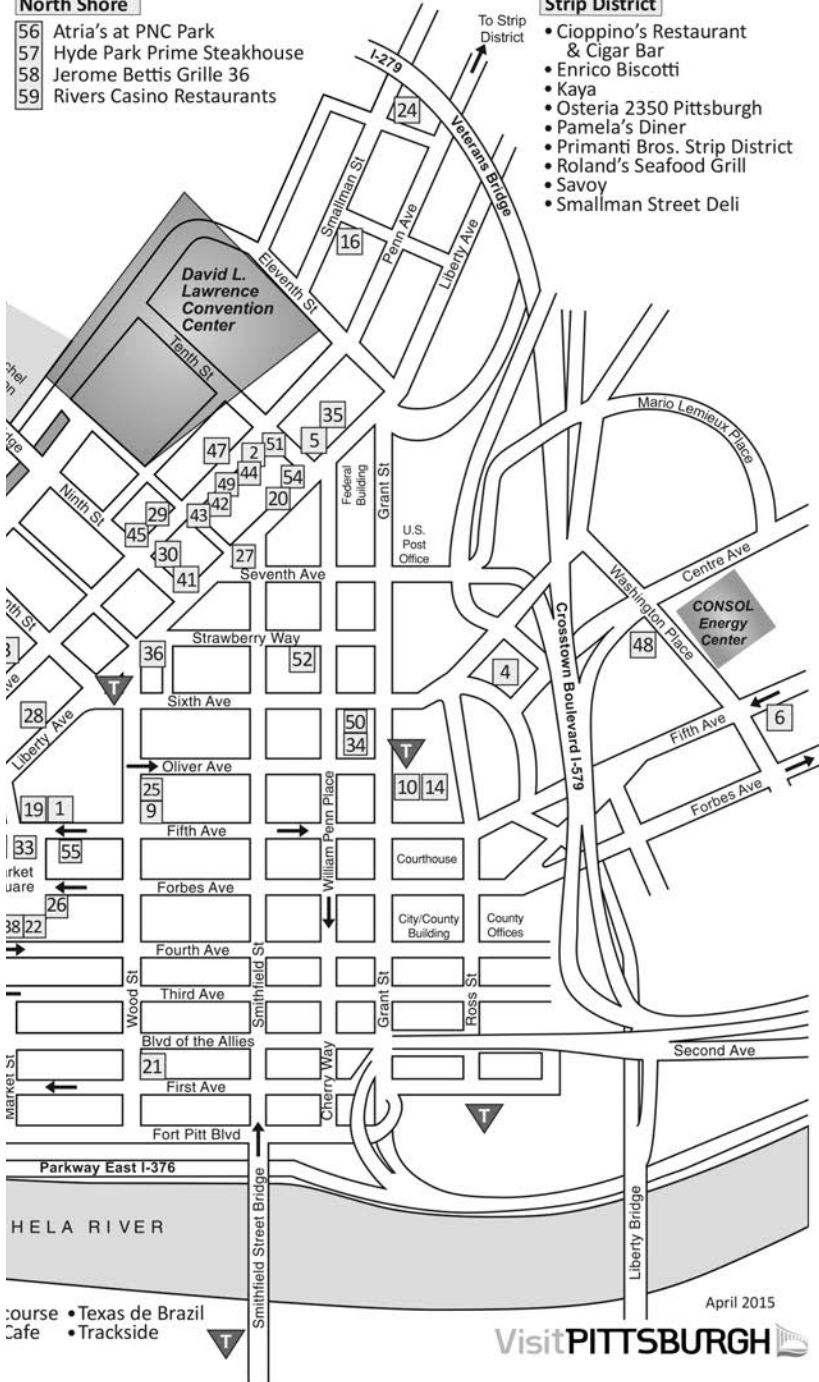 North Shore
56 Atria's at PNC Park
57 Hyde Park Prime Steakhouse
58 Jerome Bettis Grille 36
59 Rivers Casino Restaurants
To Strip
District
Strip District
• Cioppino's Restaurant
& Cigar Bar
• Enrico Biscotti
• Kaya
• Osteria 2350 Pittsburgh
• Pamela's Diner
• Primanti Bros. Strip District
• Roland's Seafood Grill
• Savoy
• Smallman Street Deli
I-279
Veterans Bridge
24
Smallman St
16
Penn Ave
Liberty Ave
Eleventh St
David L.
Lawrence
Convention
Center
Tenth St
Mario Lemieux Place
35
5
51
47
2
44
54
49
20
42
43
29
45
30
41
27
Ninth St
Federal
Building
Grant St
U.S.
Post
Office
Seventh Ave
Centre Ave
Washington Place
CONSOL
Energy
Center
Crosstown Boulevard I-579
48
4
6
Strawberry Way
36
52
T
Sixth Ave
28
Liberty Ave
50
34
T
Fifth Ave
Oliver Ave
25
9
10
14
Forbes Ave
19
1
Fifth Ave
William Penn Place
33
55
Courthouse
Forbes Ave
26
38
22
City/County
Building
County
Offices
Fourth Ave
Wood St
Smithfield St
Third Ave
Grant St
Ross St
Blvd of the Allies
Second Ave
21
Market St
First Ave
Cherry Way
T
Fort Pitt Blvd
Parkway East I-376
HELA RIVER
Smithfield Street Bridge
Liberty Bridge
course • Texas de Brazil
Cafe • Trackside
T
April 2015
VisitPITTSBURGH